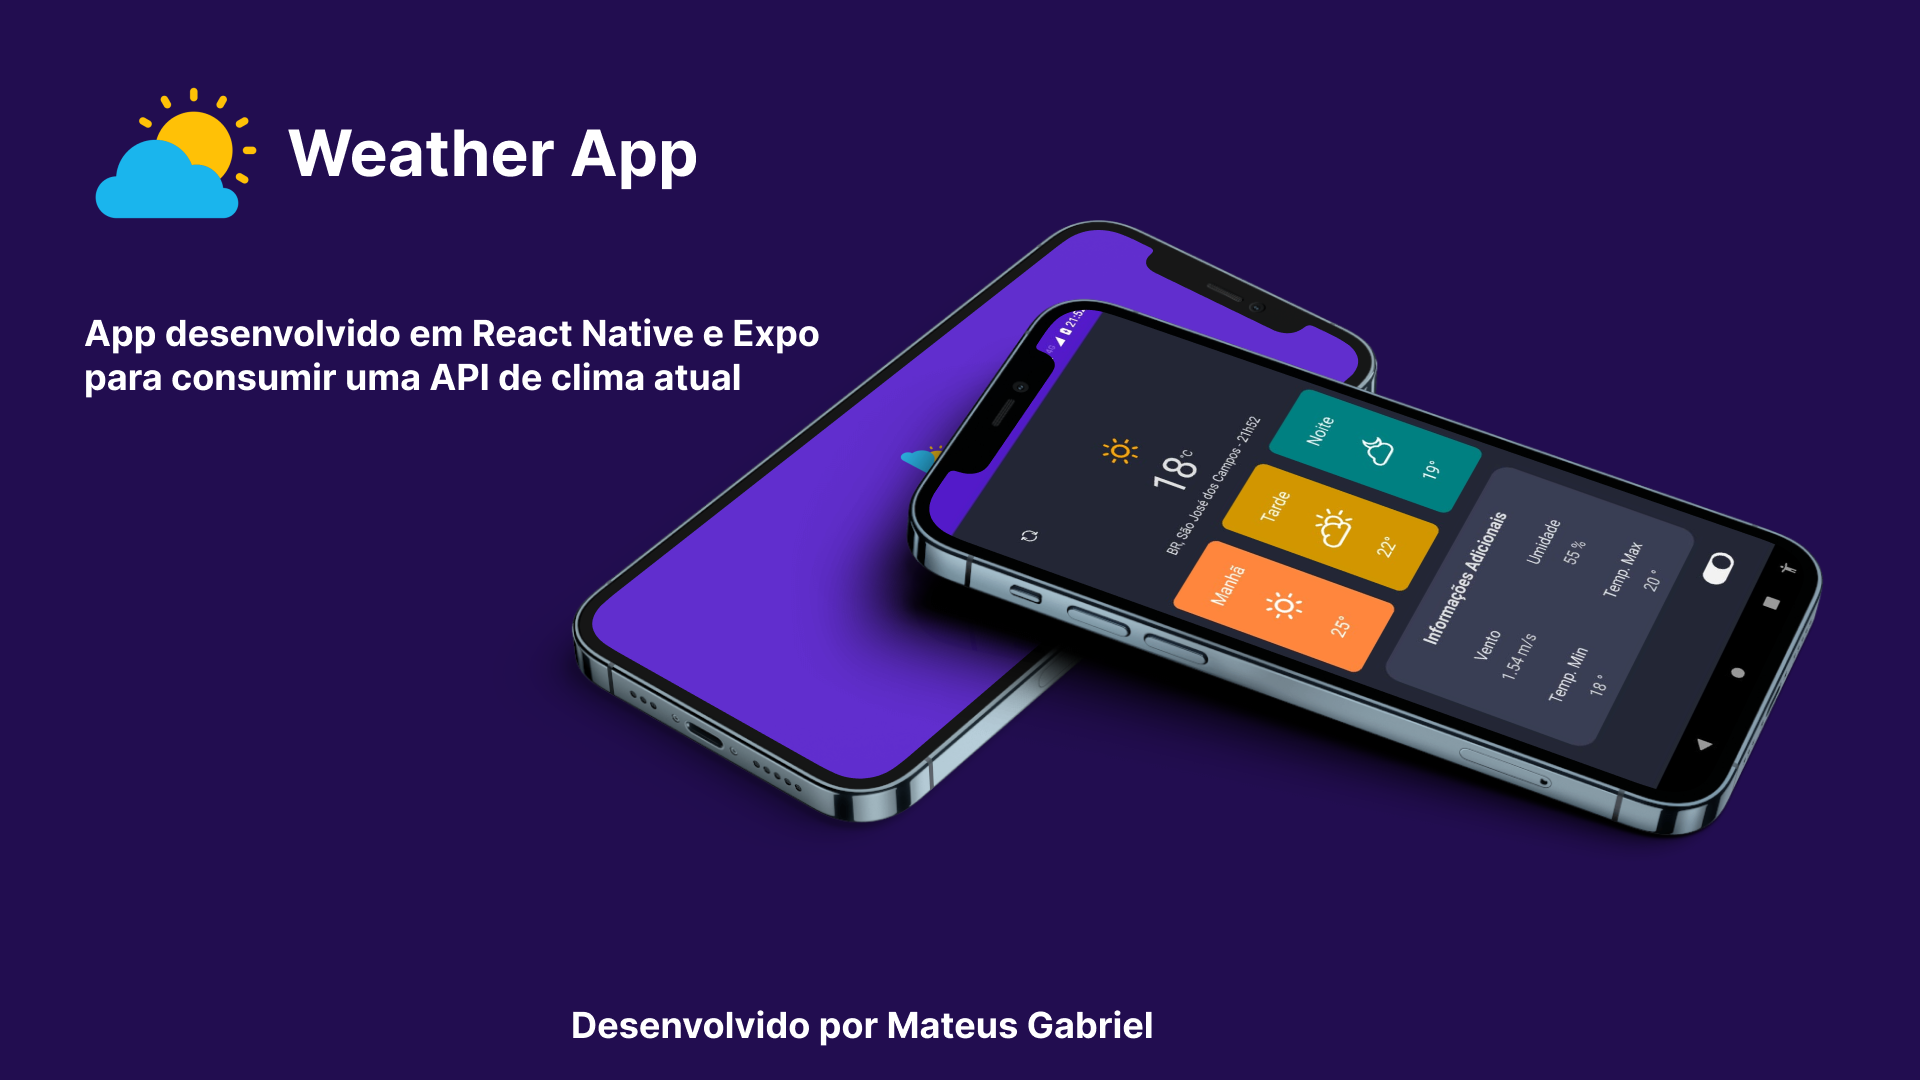 Weather App
App desenvolvido em React Native e Expo
para consumir uma API de clima atual
18°C
BR, São José dos Campos - 21h52
Manhã
25°
Tarde
22°
Noite
19°
Informações Adicionais
Vento
1.54 m/s
Umidade
55 %
Temp. Min
18 °
Temp. Max
20 °
Desenvolvido por Mateus Gabriel